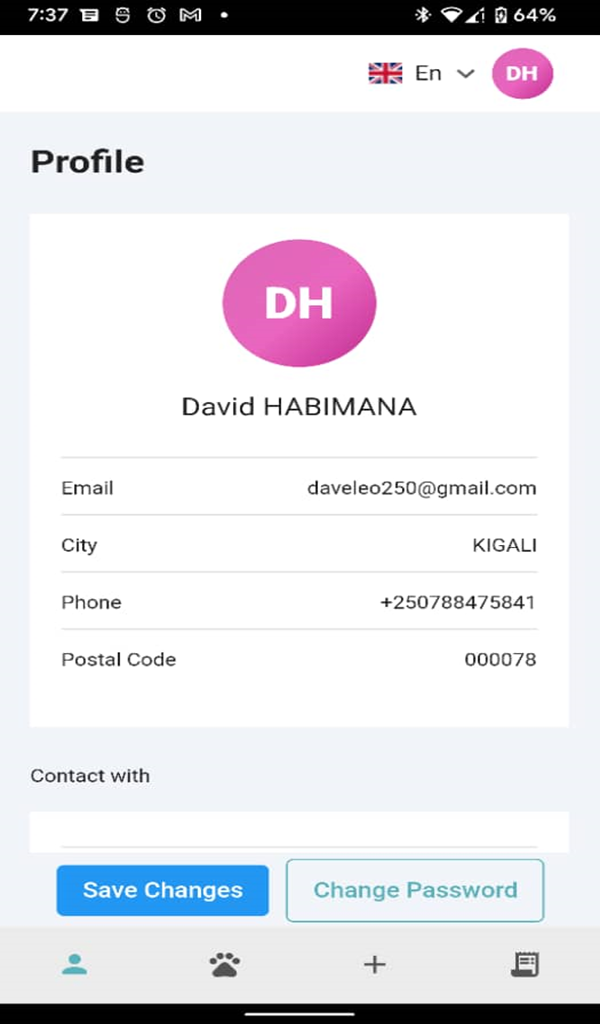 7:37 64%
En DH
Profile
DH
David HABIMANA
Email daveleo250@gmail.com
City KIGALI
Phone +250788475841
Postal Code 000078
Contact with
Save Changes Change Password